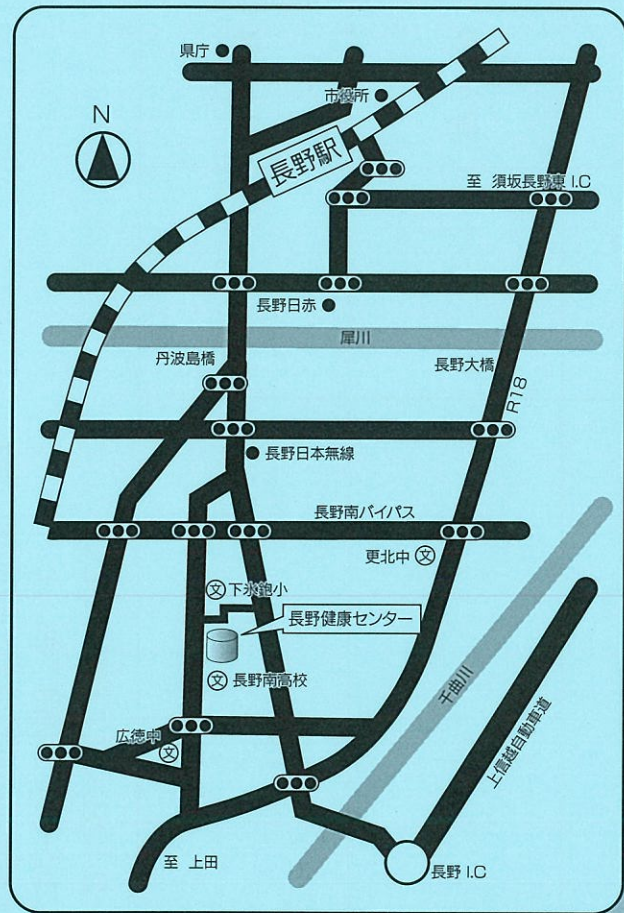 県庁
N
市役所
長野駅
至 須坂長野東 I.C
長野日赤
犀川
丹波島橋
長野大橋
R18
長野日本無線
長野南バイパス
更北中 文
文 下氷鉋小
長野健康センター
文 長野南高校
千曲川
広徳中
文
上信越自動車道
至 上田
長野 I.C